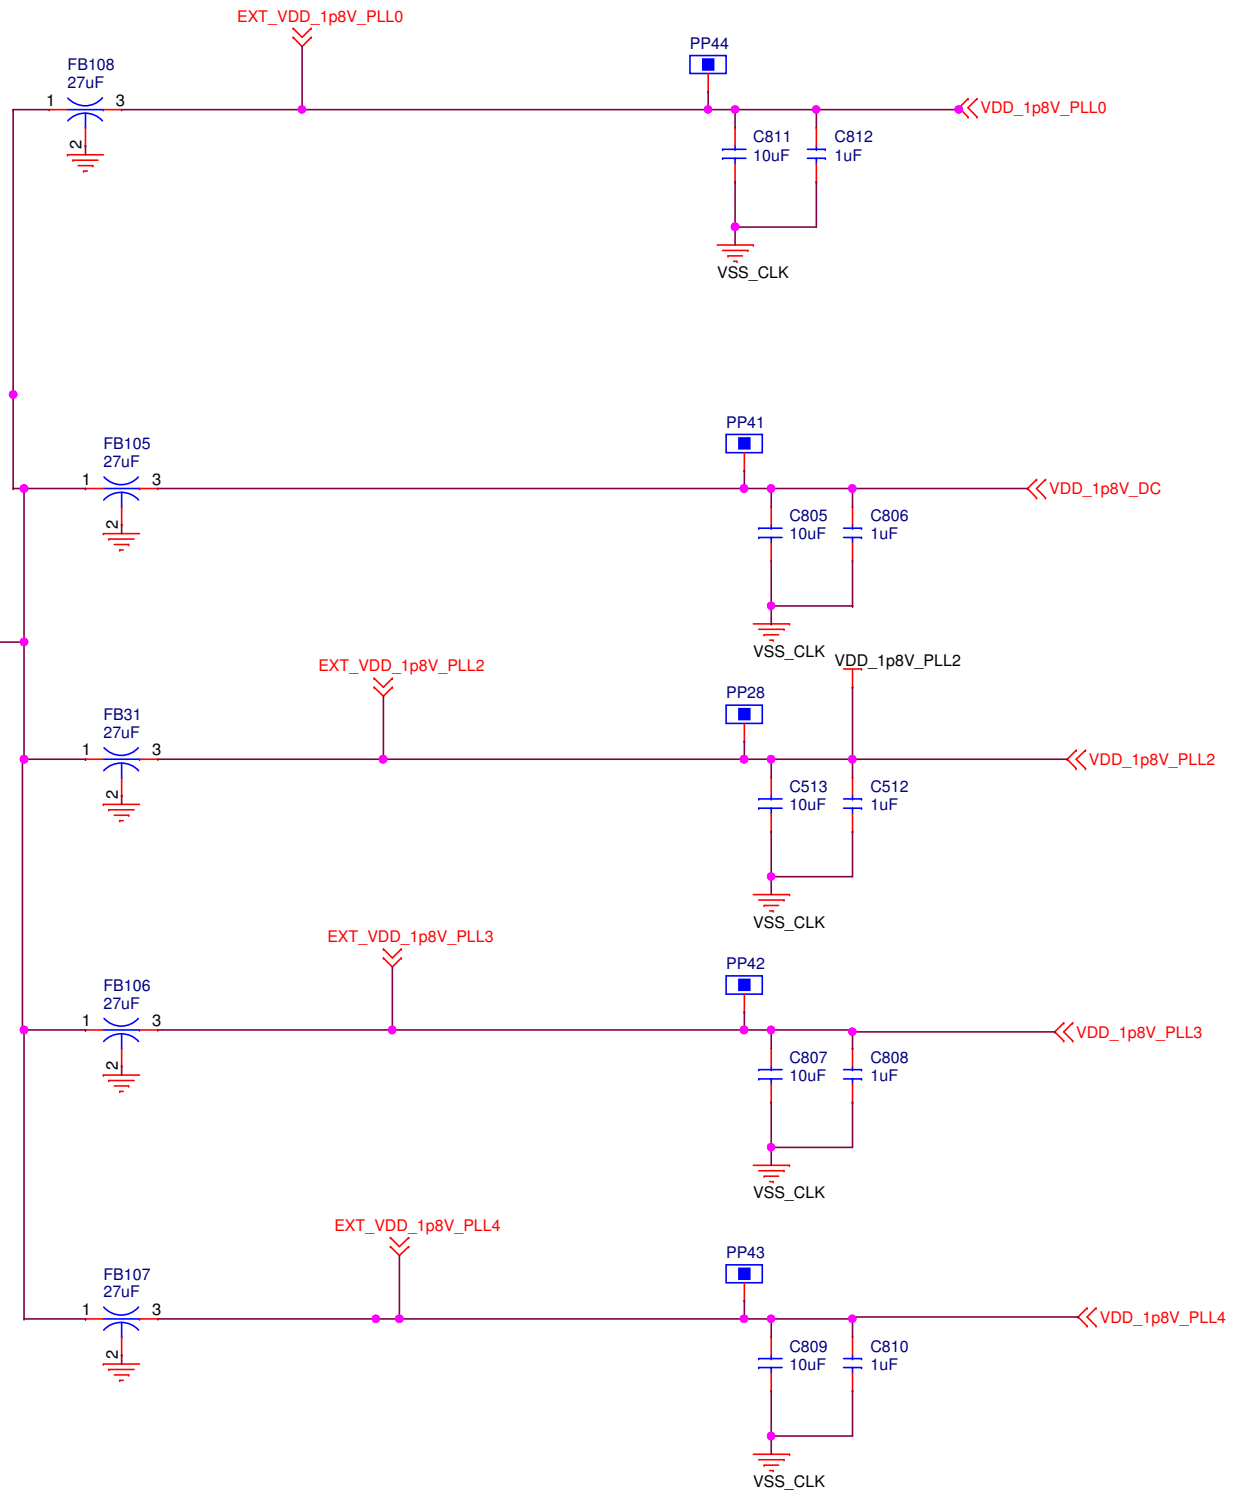 EXT_VDD_1p8V_PLL0
PP44
FB108
27uF
1 3
2
VDD_1p8V_PLL0
C811
10uF
C812
1uF
VSS_CLK
PP41
FB105
27uF
1 3
2
VDD_1p8V_DC
C805
10uF
C806
1uF
VSS_CLK
VDD_1p8V_PLL2
EXT_VDD_1p8V_PLL2
PP28
FB31
27uF
1 3
2
VDD_1p8V_PLL2
C513
10uF
C512
1uF
VSS_CLK
EXT_VDD_1p8V_PLL3
PP42
FB106
27uF
1 3
2
VDD_1p8V_PLL3
C807
10uF
C808
1uF
VSS_CLK
EXT_VDD_1p8V_PLL4
PP43
FB107
27uF
1 3
2
VDD_1p8V_PLL4
C809
10uF
C810
1uF
VSS_CLK